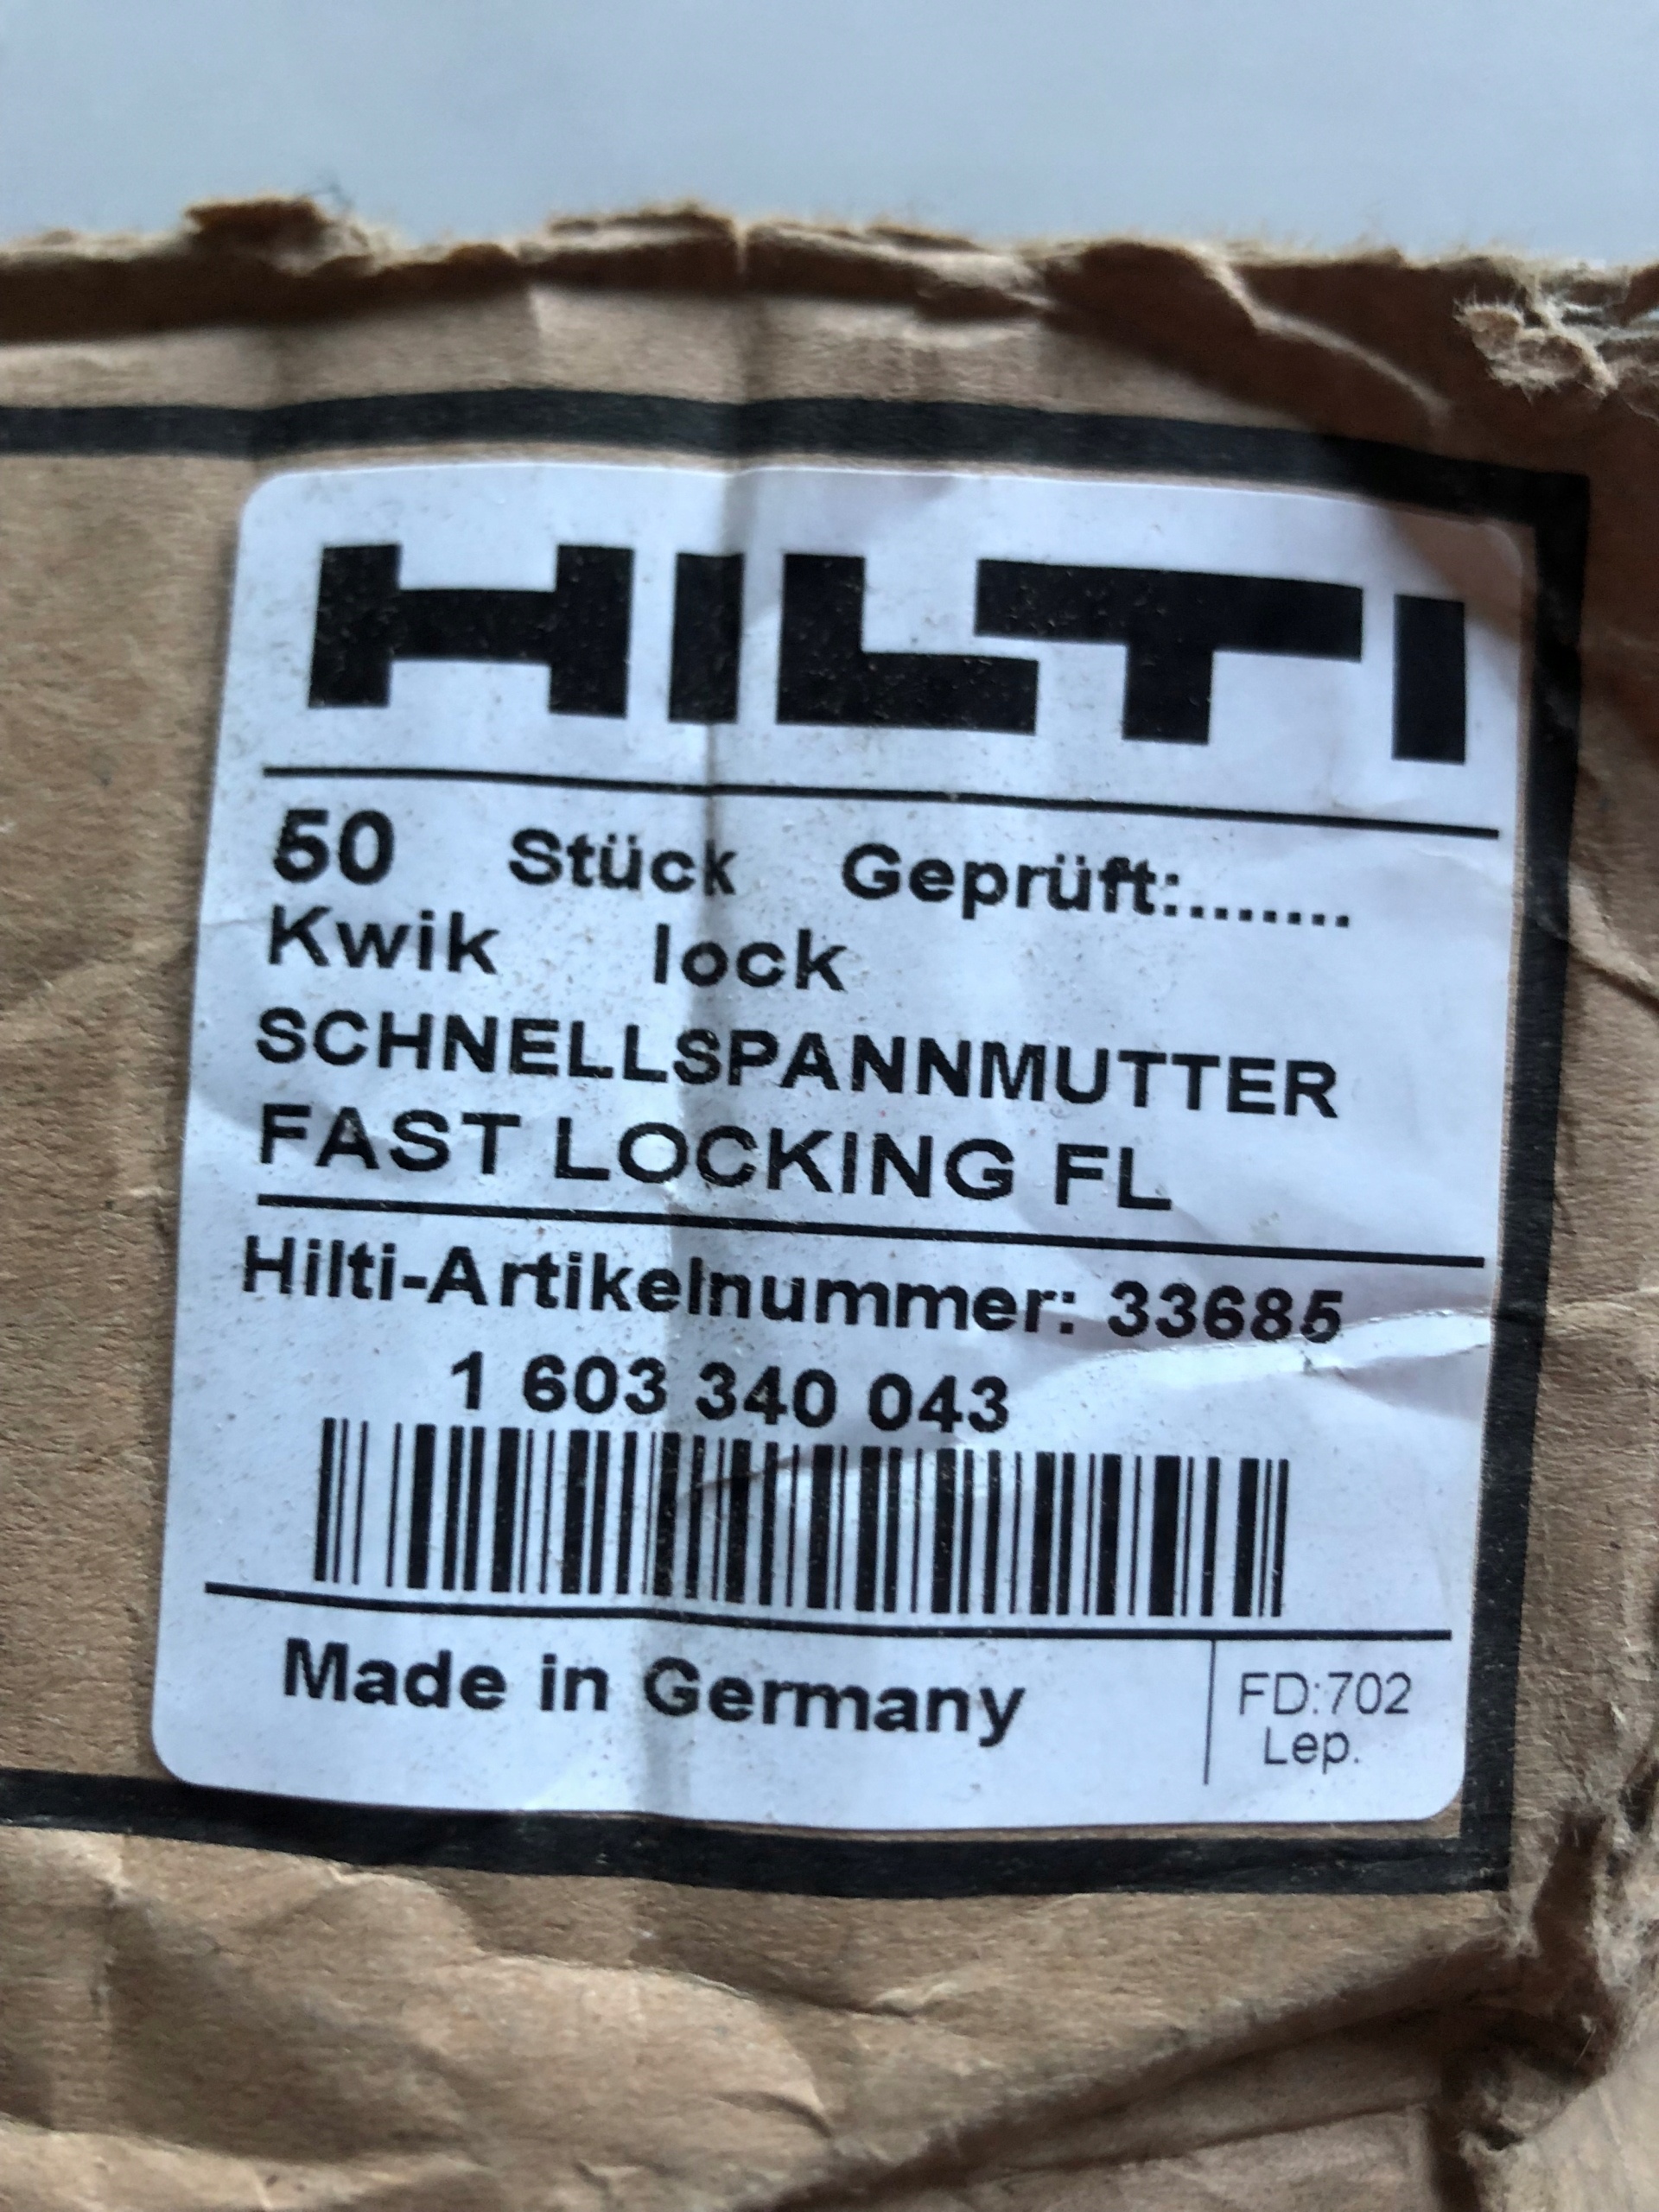 HILTI
50 Stück Geprüft:.......
Kwik lock
SCHNELLSPANNMUTTER
FAST LOCKING FL
Hilti-Artikelnummer: 33685
1 603 340 043
Made in Germany
FD:702
Lep.